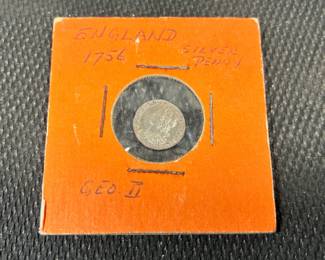 ENGLAND
1756
SILVER
PENNY
GEO II